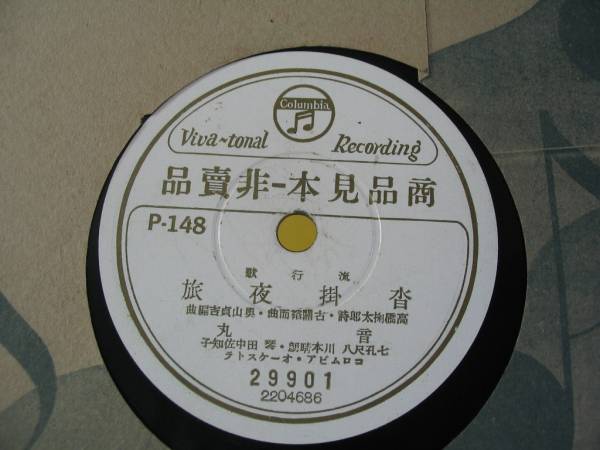 Columbia
Viva-tonal Recording
商品見本-非賣品
P-148
流行歌
沓掛夜旅
高橋掬太郎詩・古關裕而曲・奥山貞吉編曲
音丸
七孔尺八 川本晴朗・琴 田中佐知子
コロムビア・オーケストラ
29901
2204686